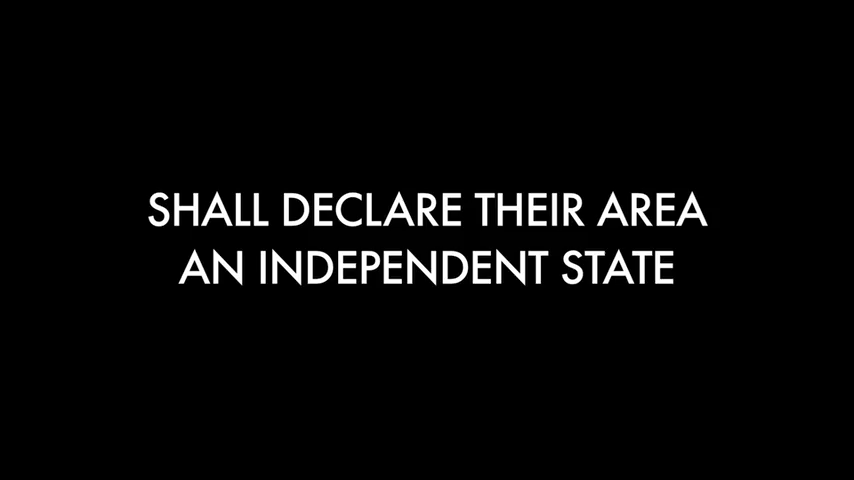 SHALL DECLARE THEIR AREA
AN INDEPENDENT STATE